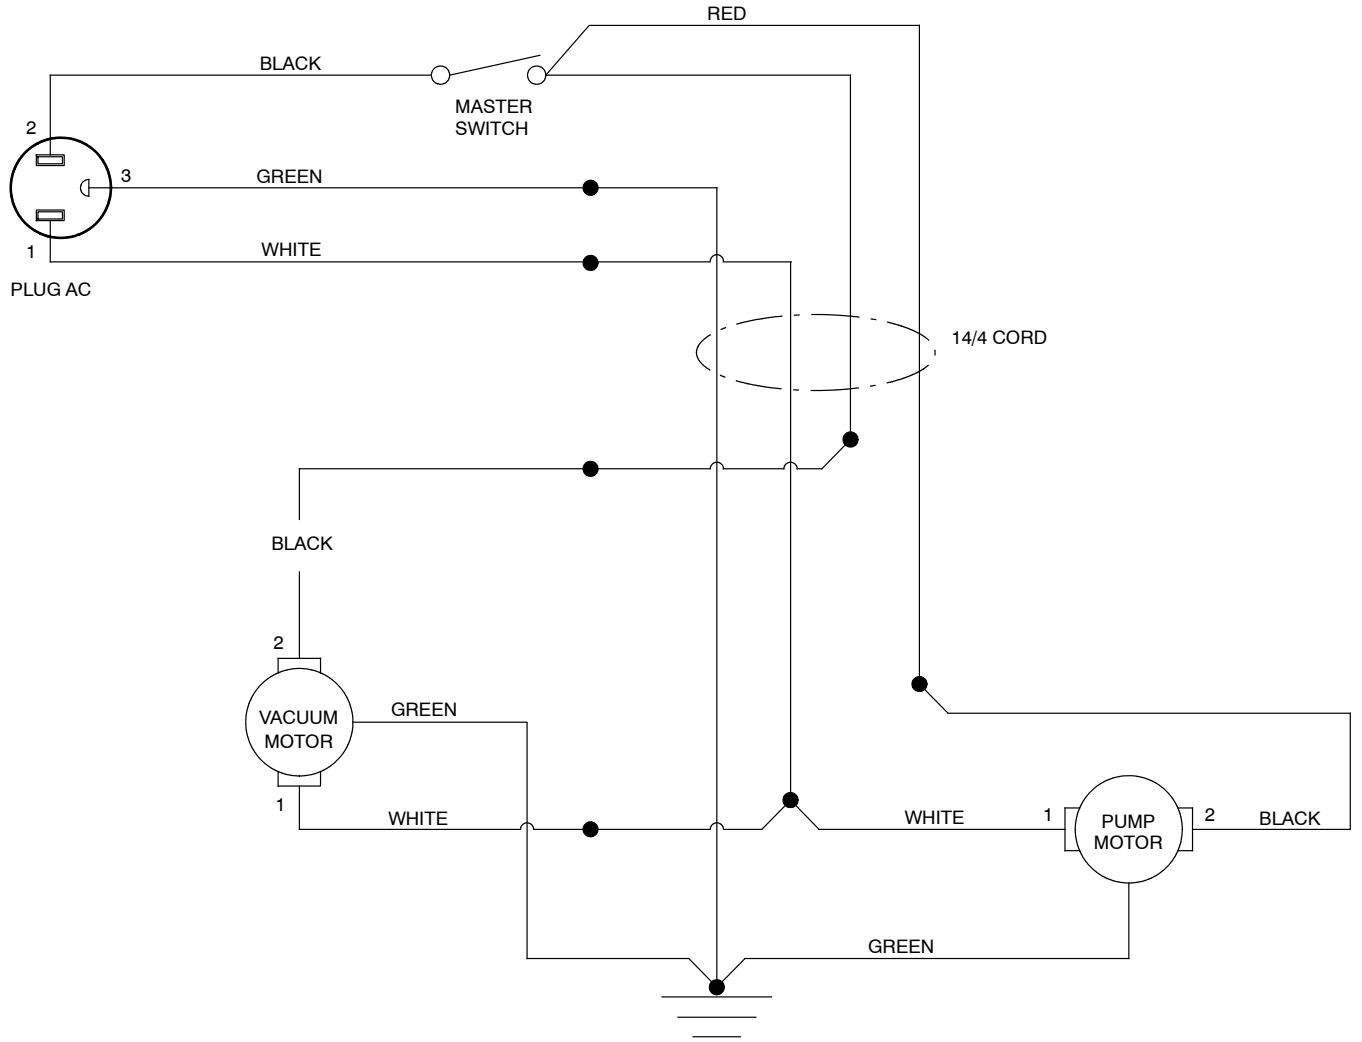 RED
BLACK
MASTER
SWITCH
2
3
GREEN
1
WHITE
PLUG AC
14/4 CORD
BLACK
2
VACUUM
MOTOR
GREEN
1
WHITE
WHITE
1
PUMP
MOTOR
2
BLACK
GREEN